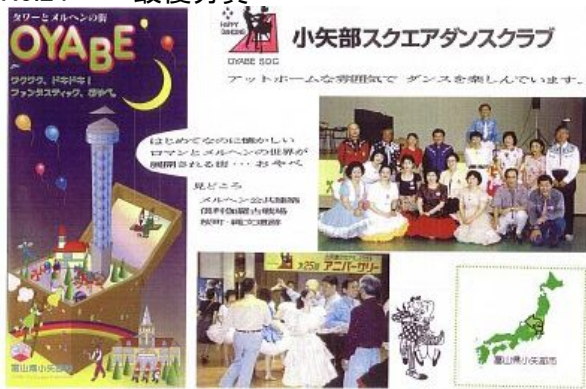 タワーとメルヘンの街
OYABE
ワクワク、ドキドキ!
ファンタスティック、おやべ。
富山県小矢部市
HAPPY
DANCING
OYABE SDC
小矢部スクエアダンスクラブ
アットホームな雰囲気で ダンスを楽しんでいます。
はじめてなのに懐かしい
ロマンとメルヘンの世界が
展開される街・・・おやべ
見どころ
メルヘン公共建築
倶利伽羅古戦場
桜町・縄文遺跡
25周
アニバーサリー
富山県小矢部市